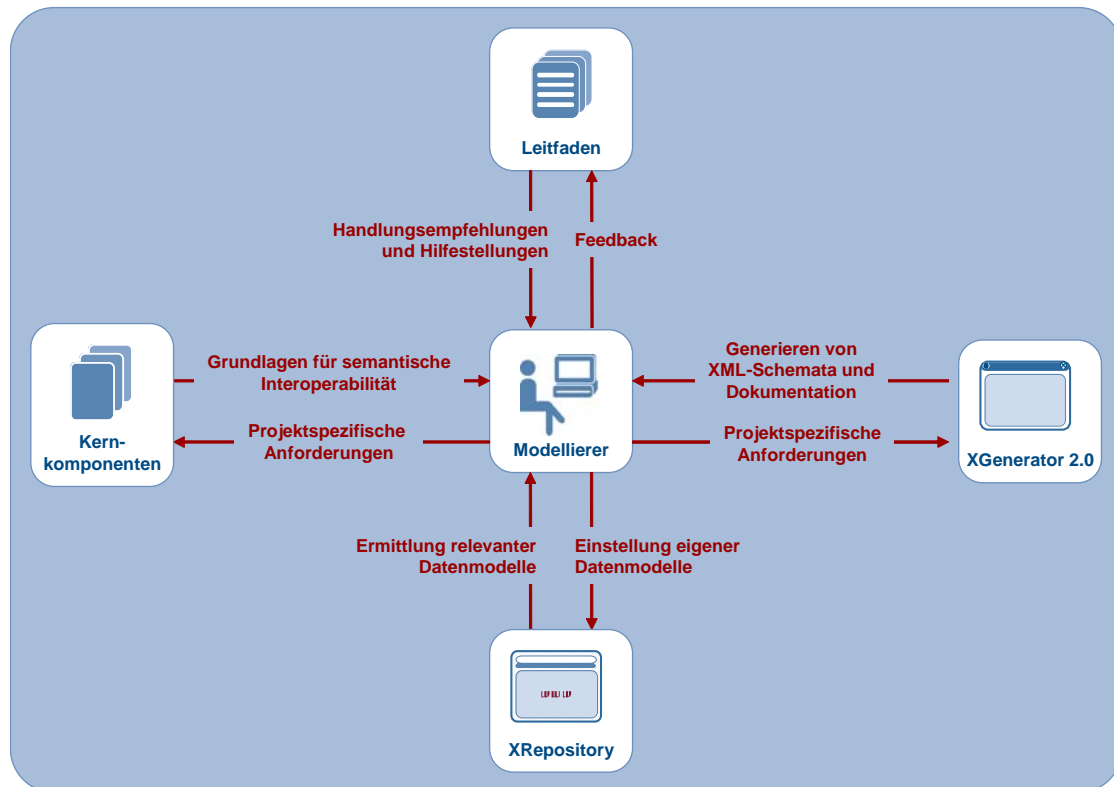 Leitfaden
Handlungsempfehlungen
und Hilfestellungen
Feedback
Grundlagen für semantische
Interoperabilität
Generieren von
XML-Schemata und
Dokumentation
Kern-
komponenten
Projektspezifische
Anforderungen
Modellierer
Projektspezifische
Anforderungen
XGenerator 2.0
Ermittlung relevanter
Datenmodelle
Einstellung eigener
Datenmodelle
XRepository